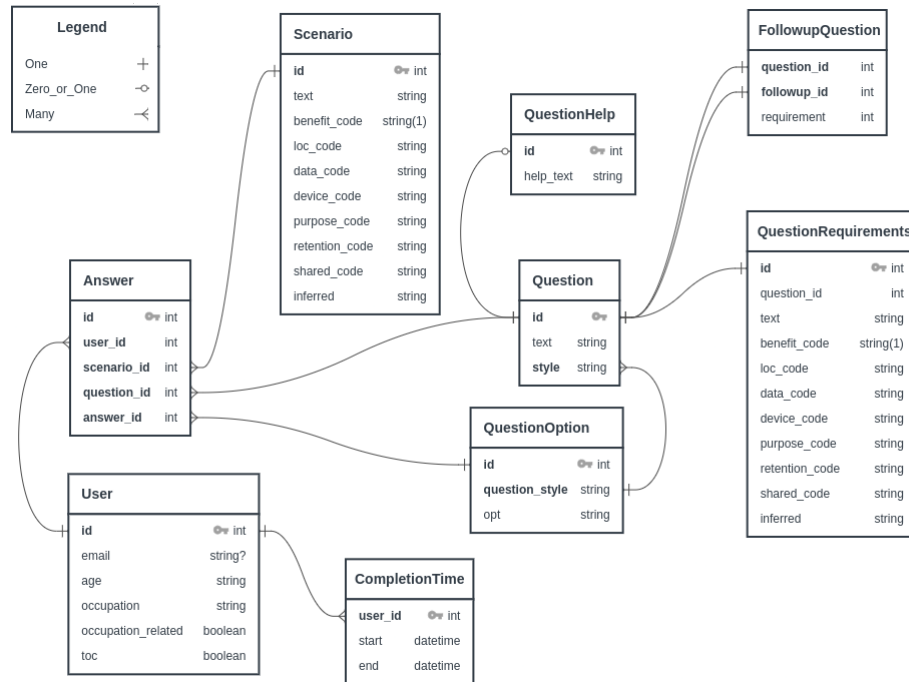 Legend
One
Zero_or_One
Many
Scenario
id int
text string
benefit_code string(1)
loc_code string
data_code string
device_code string
purpose_code string
retention_code string
shared_code string
inferred string
FollowupQuestion
question_id int
followup_id int
requirement int
QuestionHelp
id int
help_text string
QuestionRequirements
id int
question_id int
text string
benefit_code string(1)
loc_code string
data_code string
device_code string
purpose_code string
retention_code string
shared_code string
inferred string
Answer
id int
user_id int
scenario_id int
question_id int
answer_id int
Question
id
text string
style string
QuestionOption
id int
question_style string
opt string
User
id int
email string?
age string
occupation string
occupation_related boolean
toc boolean
CompletionTime
user_id int
start datetime
end datetime